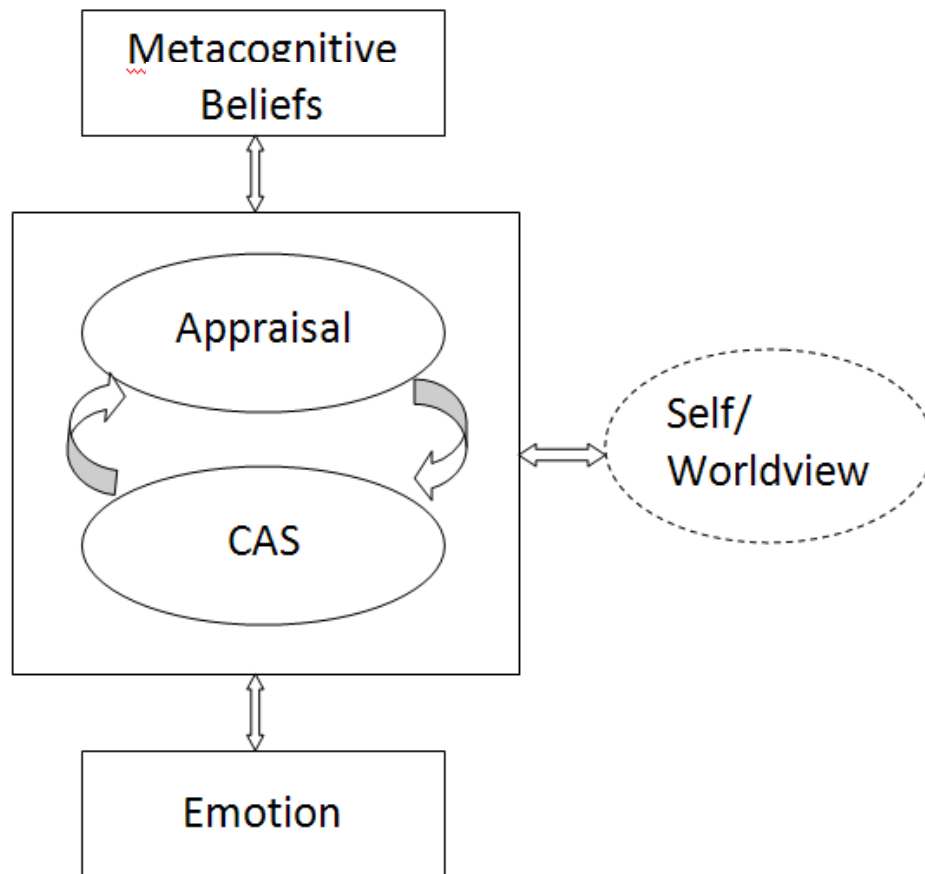 Metacognitive
Beliefs
Appraisal
Self/
Worldview
CAS
Emotion